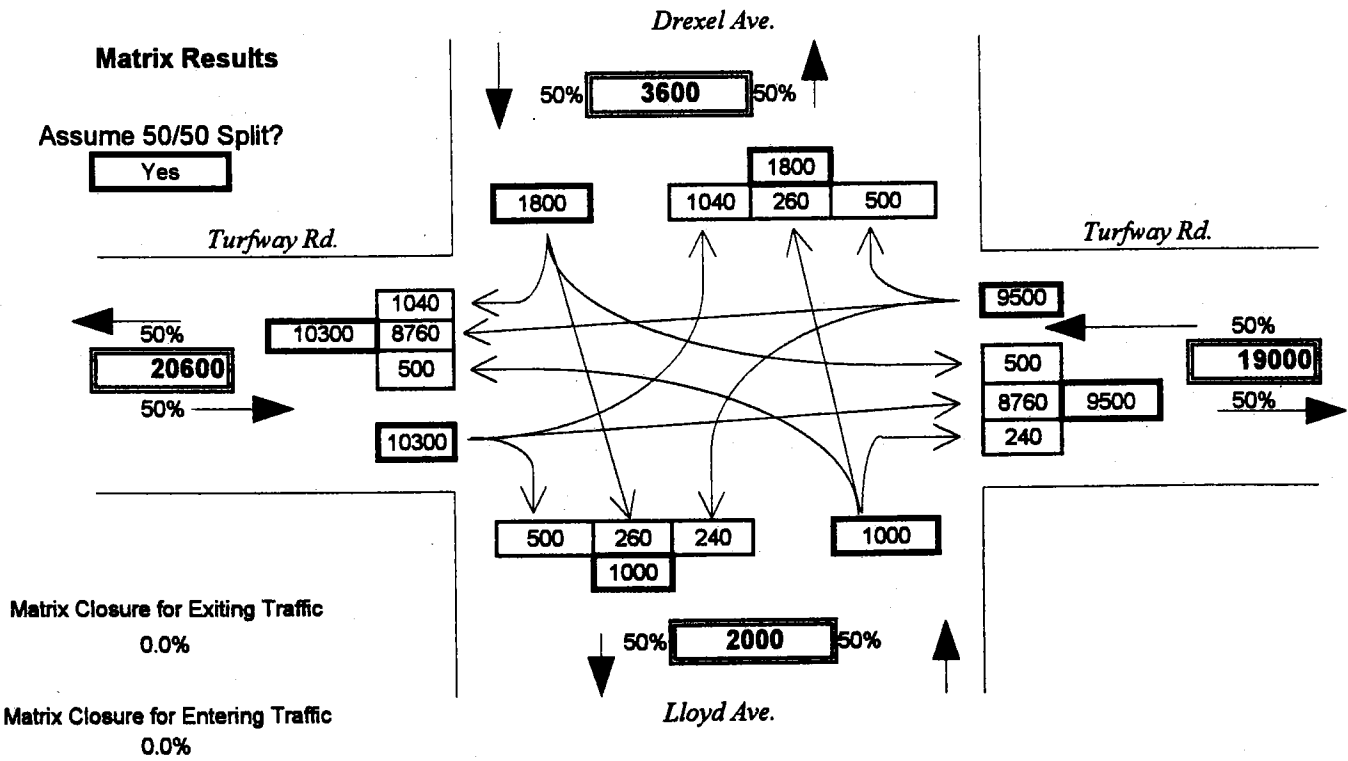 Drexel Ave.
Matrix Results
50% 3600 50%
Assume 50/50 Split?
Yes
1800
1800
1040 260 500
Turfway Rd.
Turfway Rd.
1040
9500
50%
10300 8760
50%
20600
500
500
19000
50%
8760 9500
50%
10300
240
500 260 240
1000
1000
Matrix Closure for Exiting Traffic
0.0%
50% 2000 50%
Lloyd Ave.
Matrix Closure for Entering Traffic
0.0%